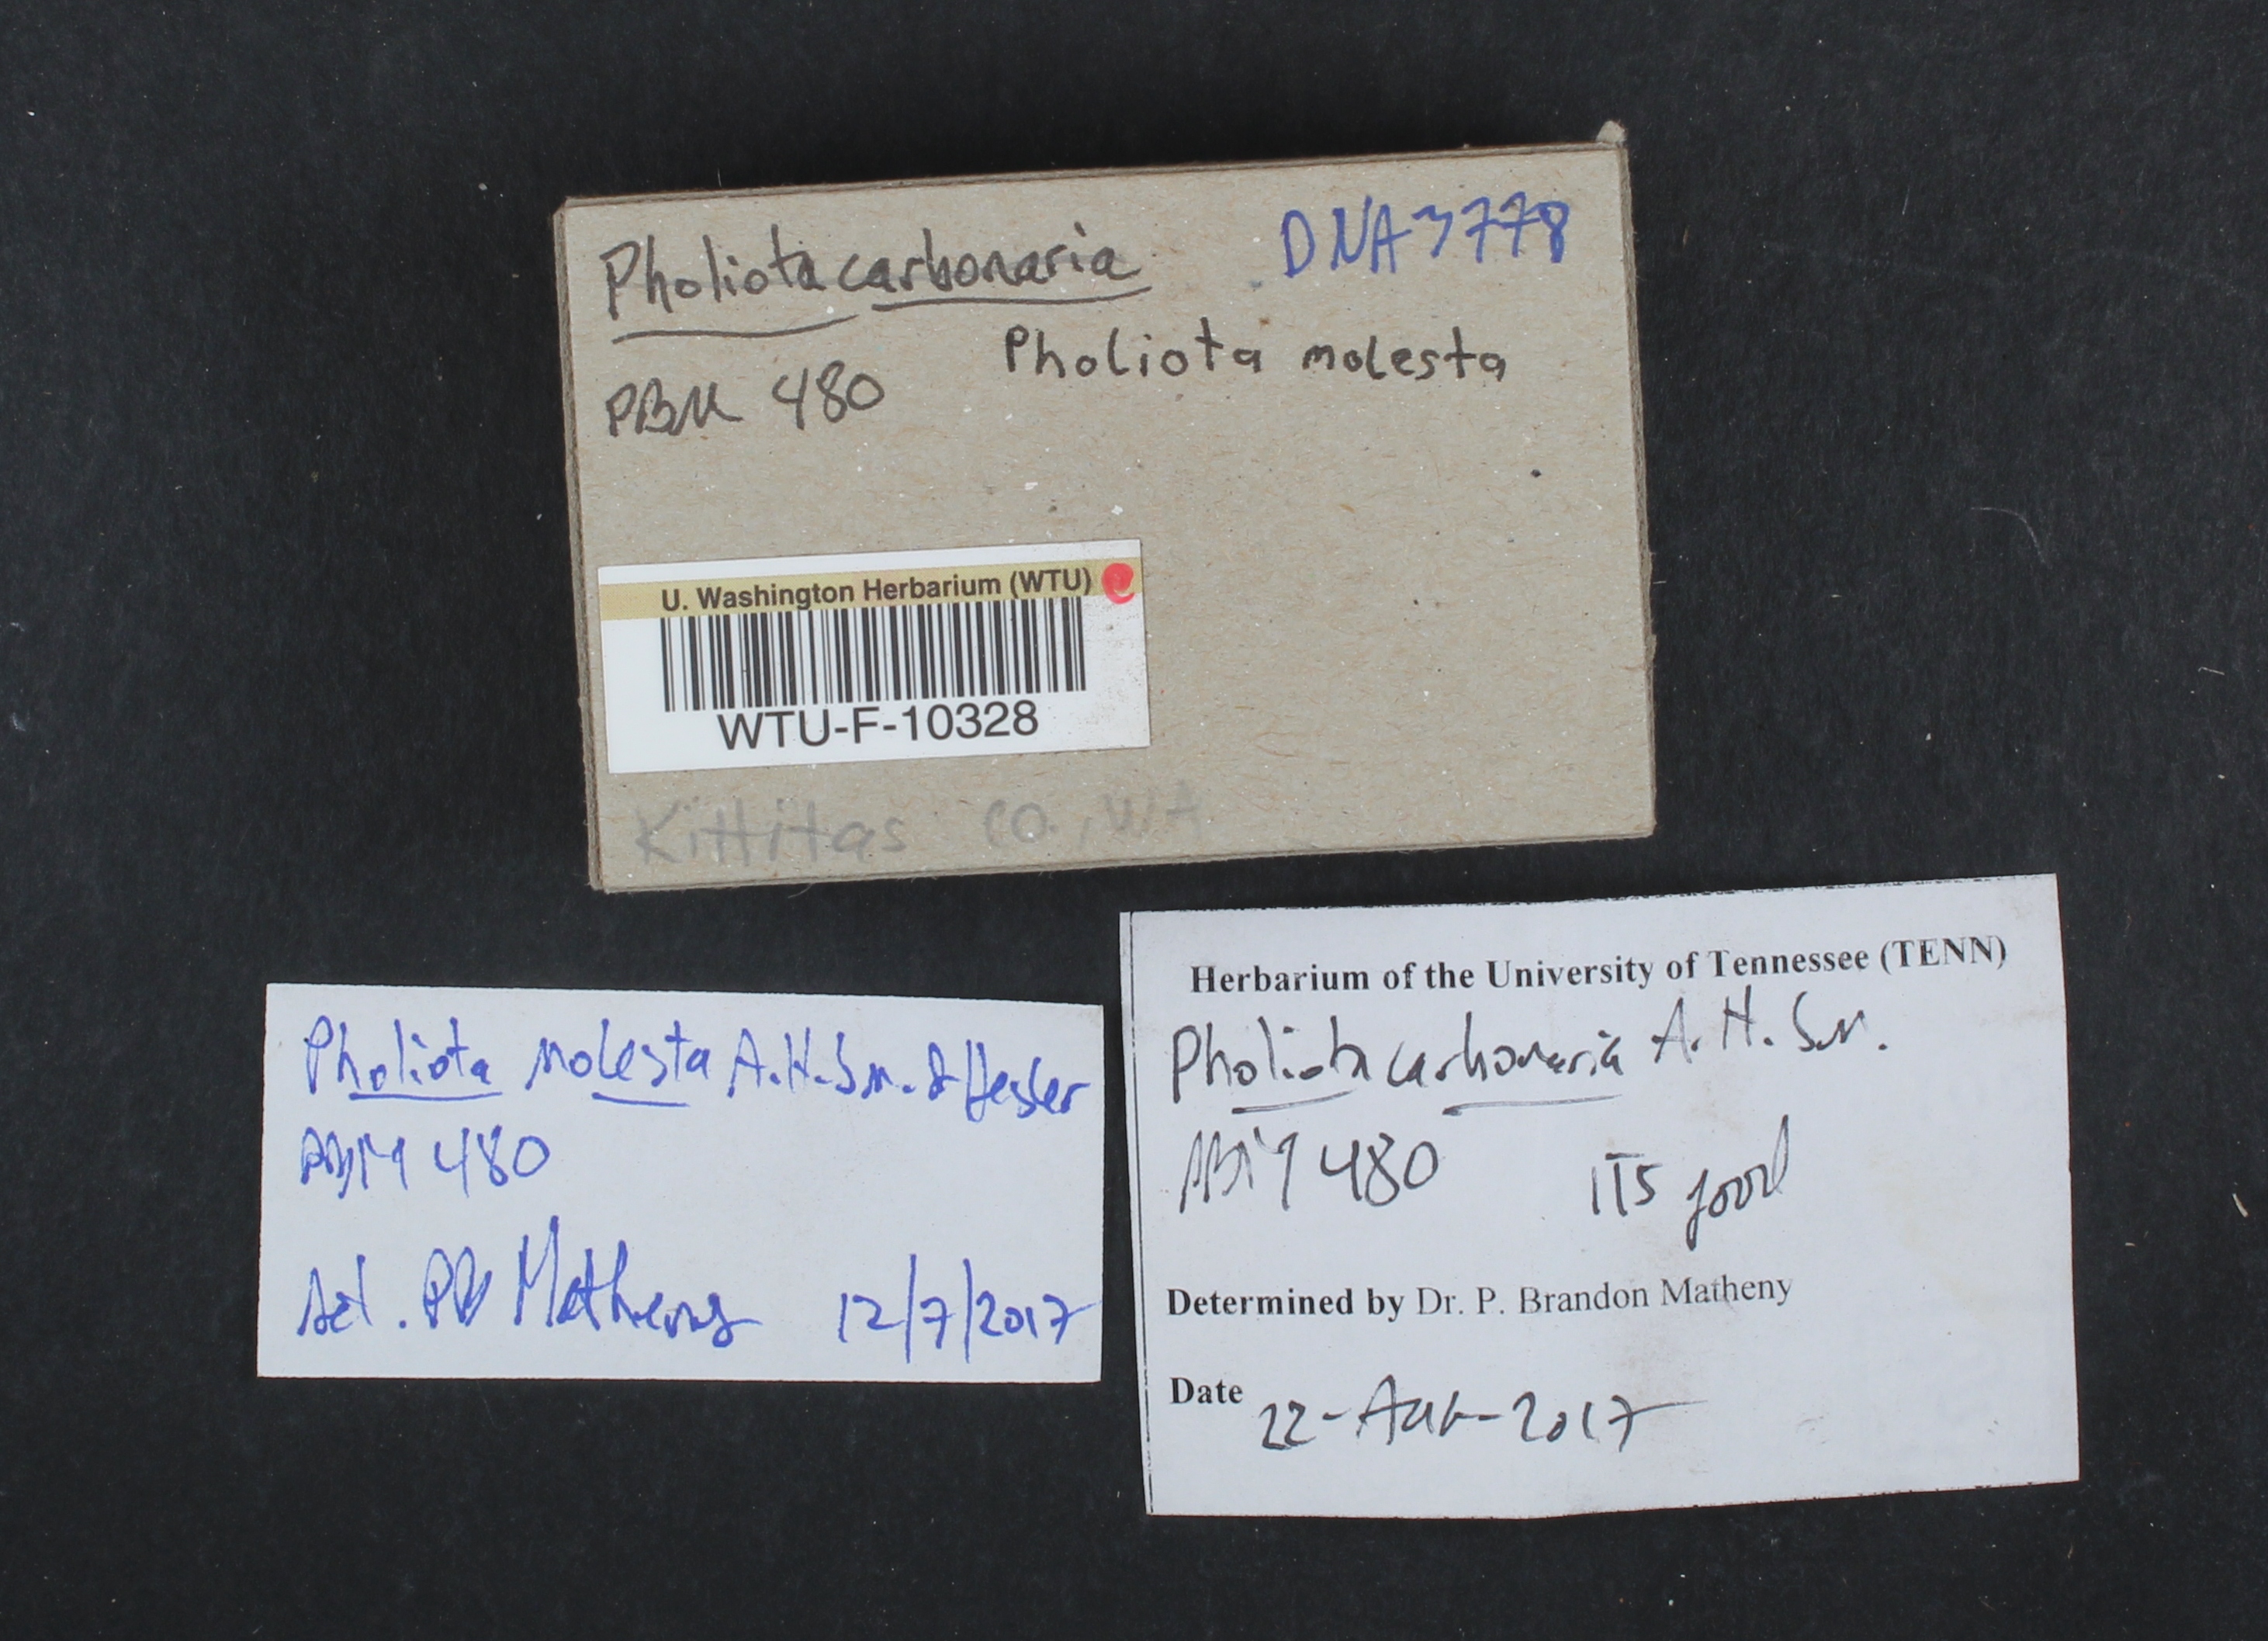 Pholiota carbonaria DNA 3778
Pholiota molesta
PBM 480
U. Washington Herbarium (WTU)
WTU-F-10328
Kittitas CO., WA
Pholiota molesta A.H.Sm. & Hesler
PBM 480
det. PB Matheny 12/7/2017
Herbarium of the University of Tennessee (TENN)
Pholiota carbonaria A.H.Sm.
PBM 480 ITS good
Determined by Dr. P. Brandon Matheny
Date 22-Aug-2017